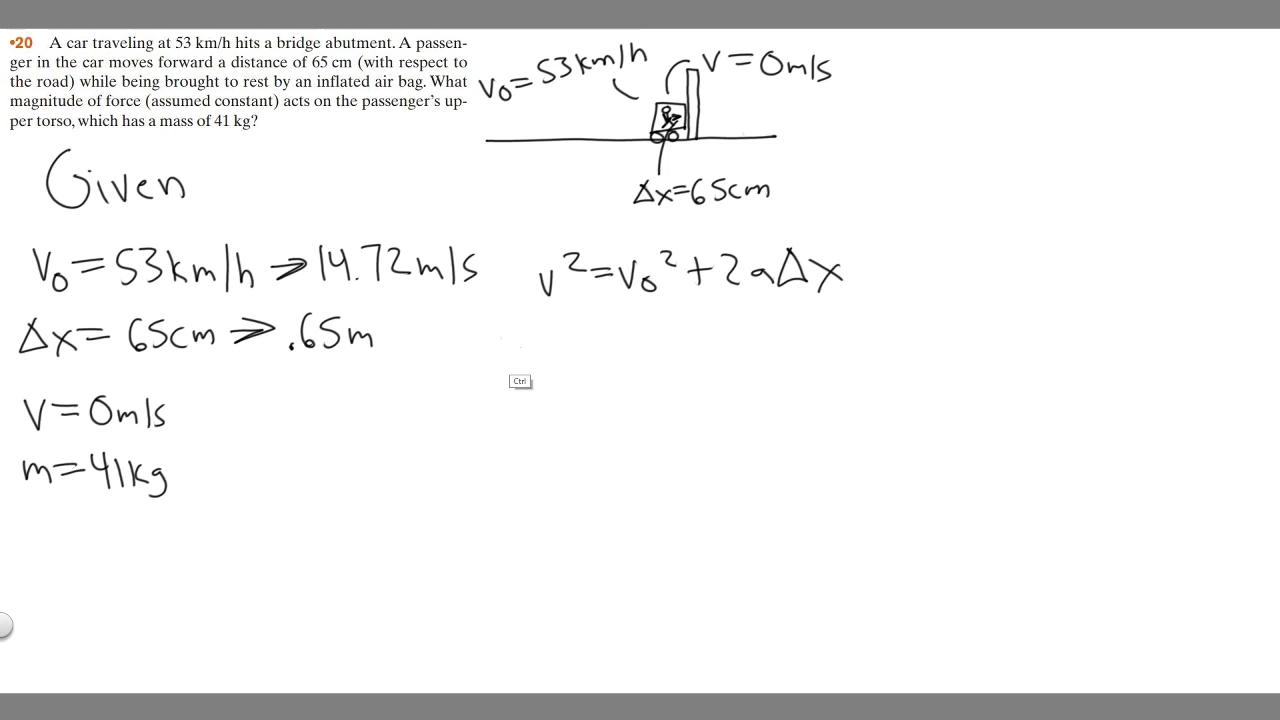 •20 A car traveling at 53 km/h hits a bridge abutment. A passen-
ger in the car moves forward a distance of 65 cm (with respect to
the road) while being brought to rest by an inflated air bag. What
magnitude of force (assumed constant) acts on the passenger's up-
per torso, which has a mass of 41 kg?
V₀=53km/h
V=0m/s
Δx=65cm
Given
V₀=53km/h→14.72m/s
v²=v₀²+2aΔx
Δx=65cm→.65m
Ctrl
V=0m/s
m=41kg